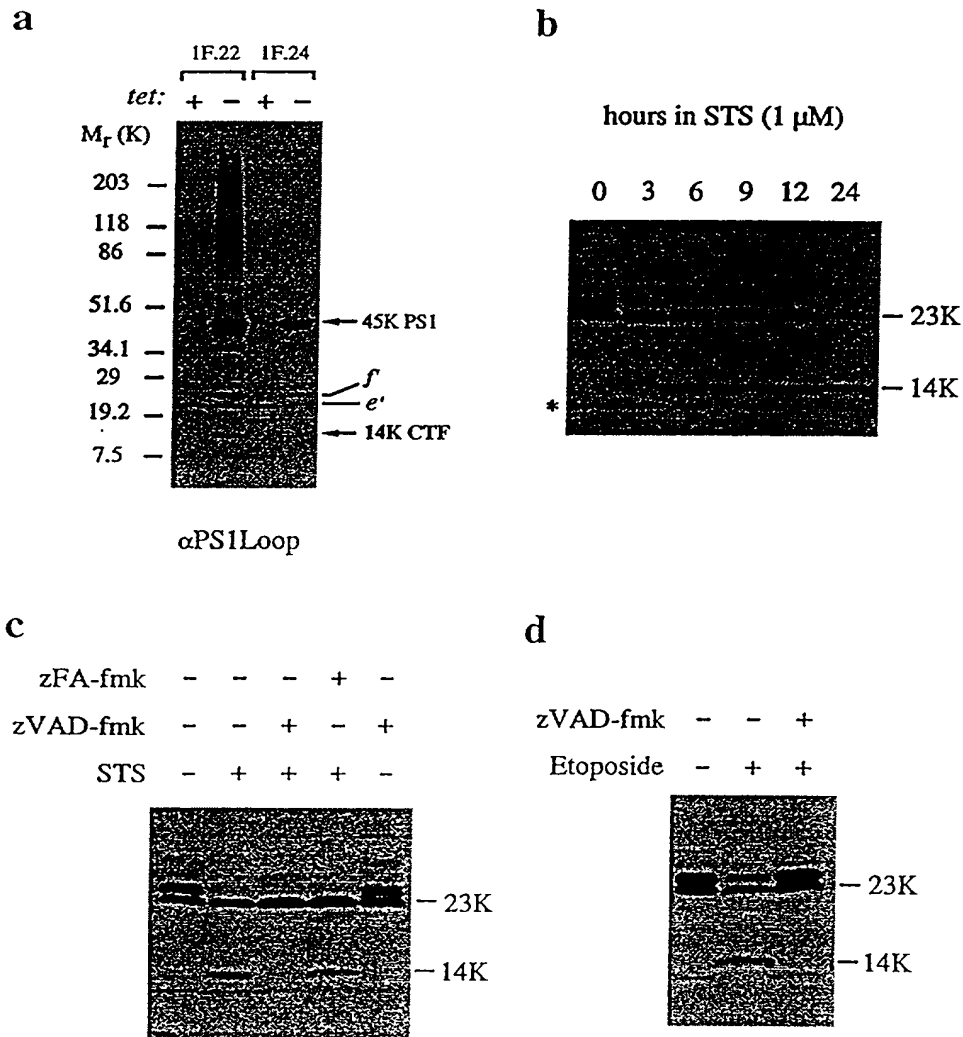 a
1F.22 1F.24
tet: + – + –
Mr (K)
203
118
86
51.6
34.1
29
19.2
7.5
45K PS1
f
e'
14K CTF
αPS1Loop
b
hours in STS (1 μM)
0 3 6 9 12 24
23K
14K
*
c
zFA-fmk – – – + –
zVAD-fmk – – + – +
STS – + + + –
23K
14K
d
zVAD-fmk – – +
Etoposide – + +
23K
14K